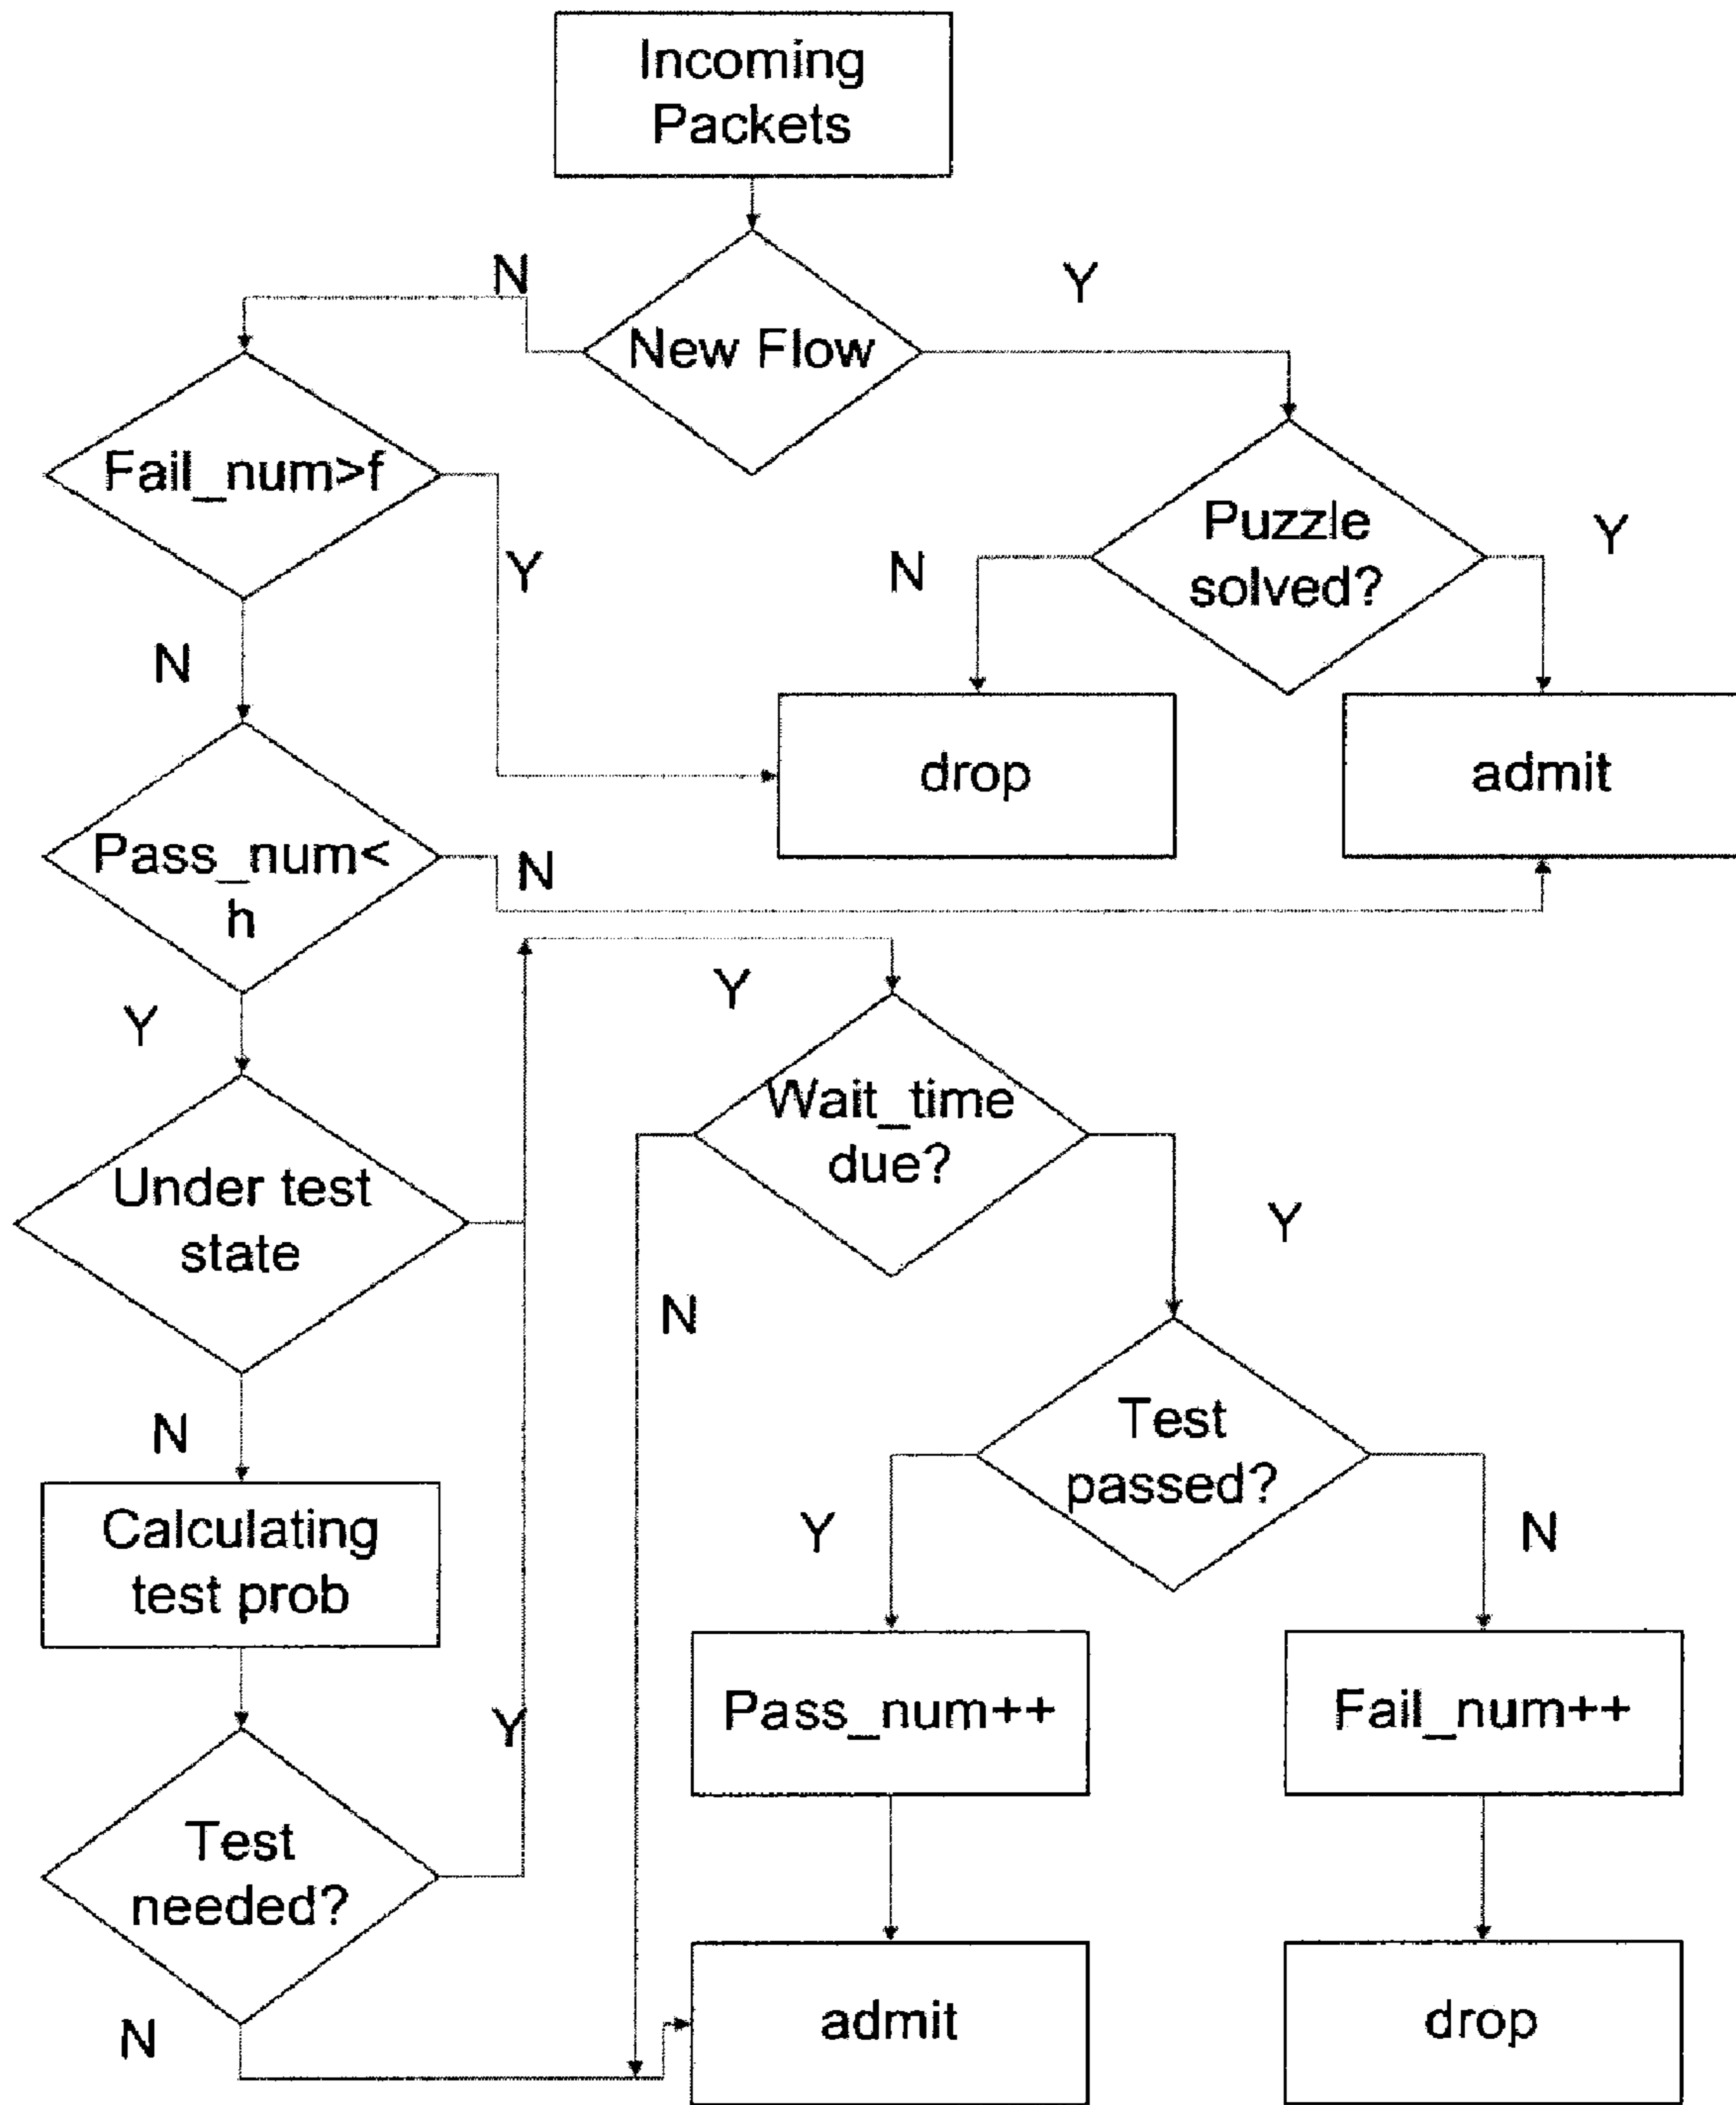 Incoming
Packets
N
Y
New Flow
Fail_num>f
Y
N
Puzzle
solved?
N
Y
drop
admit
Pass_num<
h
N
Y
Y
Wait_time
due?
Under test
state
N
Y
N
Test
passed?
Calculating
test prob
Y
N
Y
Pass_num++
Fail_num++
Test
needed?
N
admit
drop